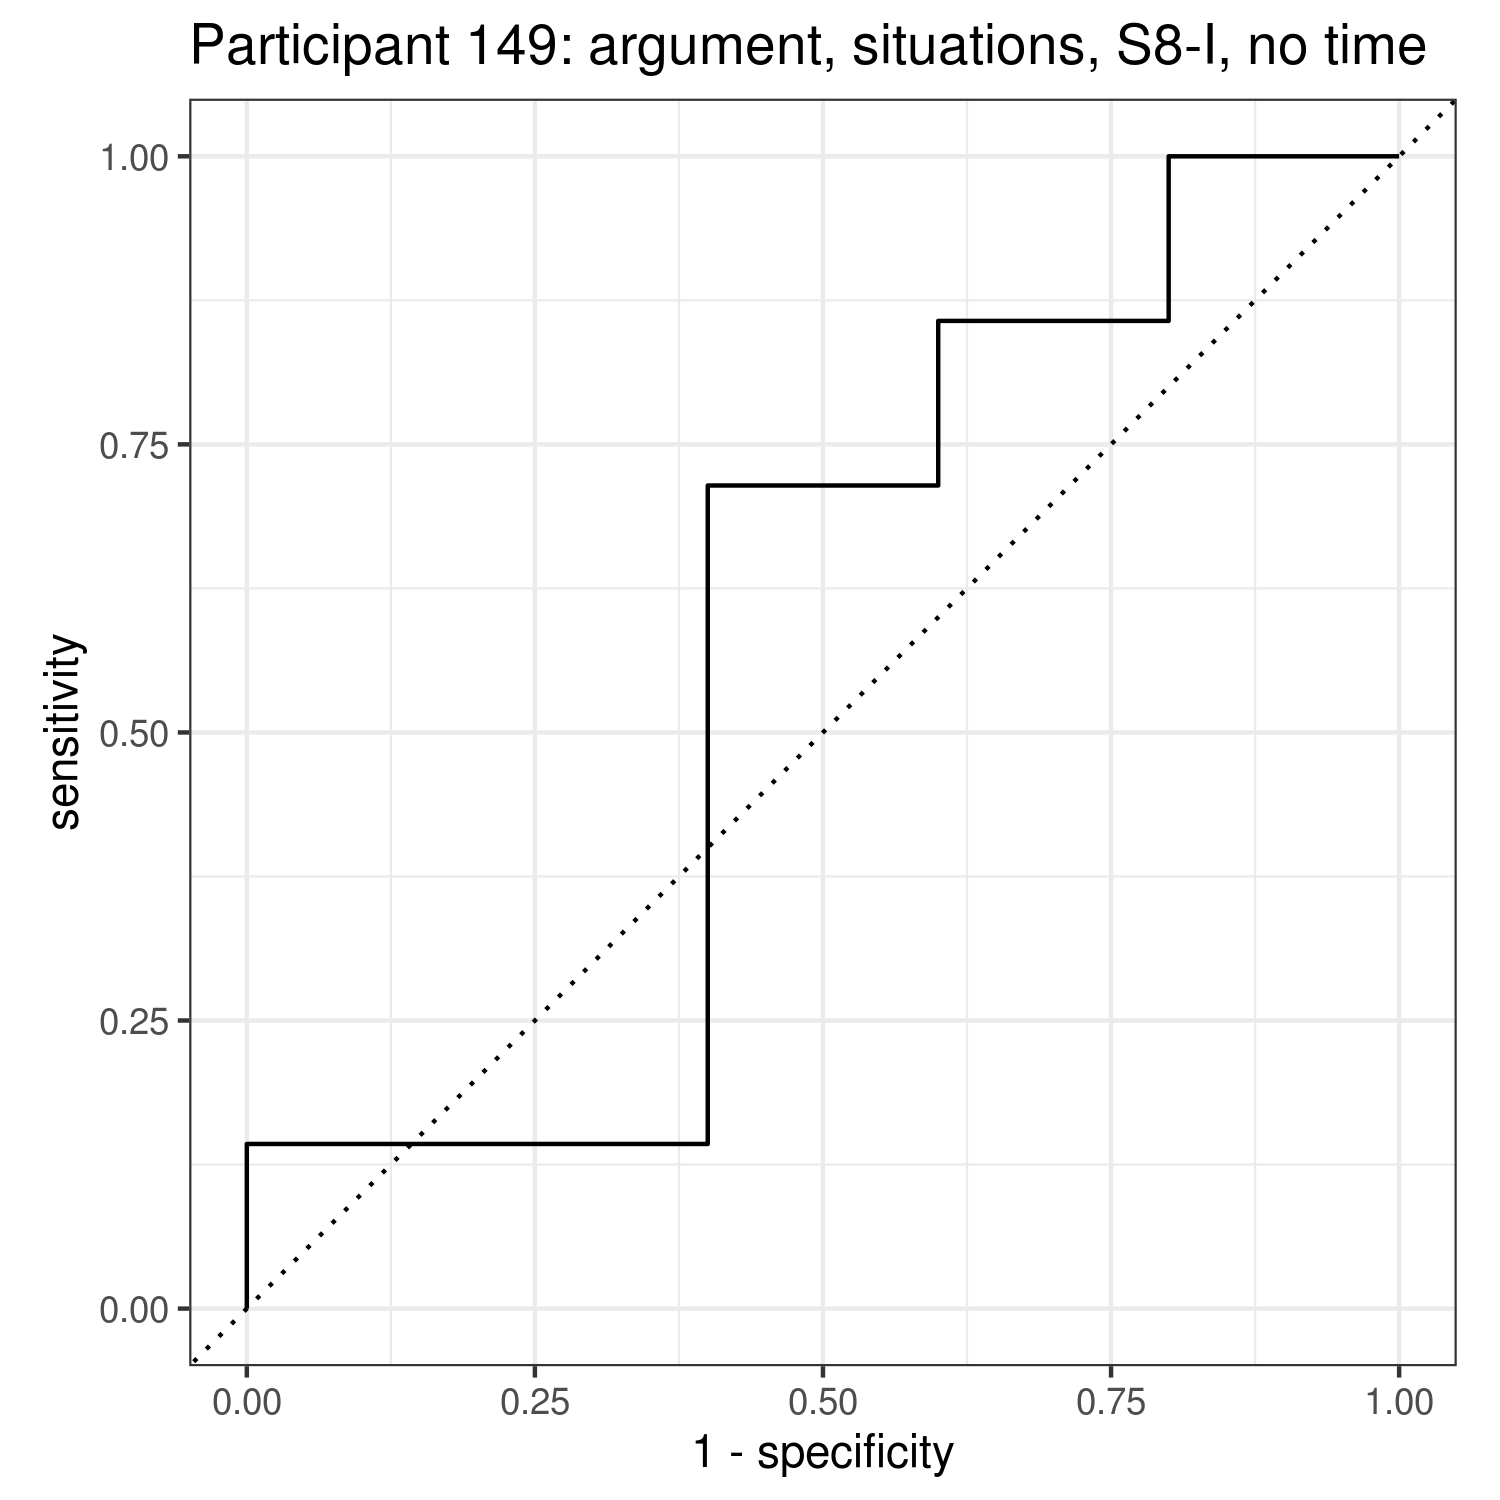 Participant 149: argument, situations, S8-I, no time
1.00
0.75
0.50
0.25
0.00
sensitivity
0.00 0.25 0.50 0.75 1.00
1 - specificity